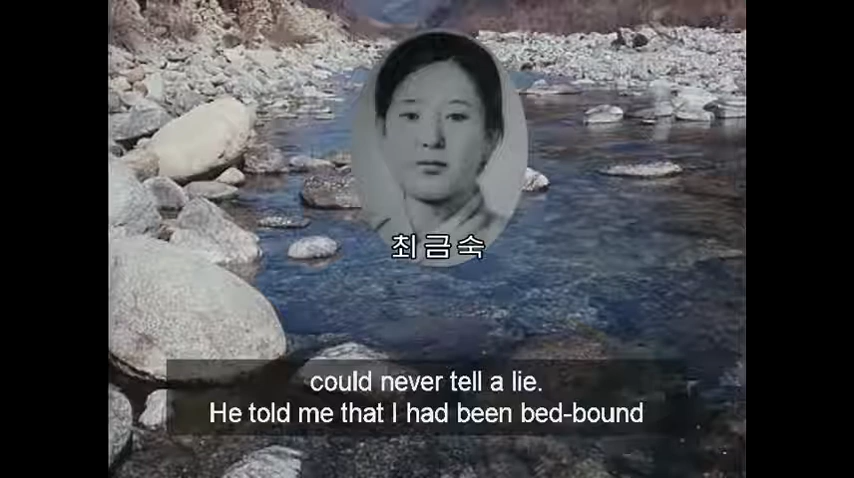 최금숙
could never tell a lie.
He told me that I had been bed-bound